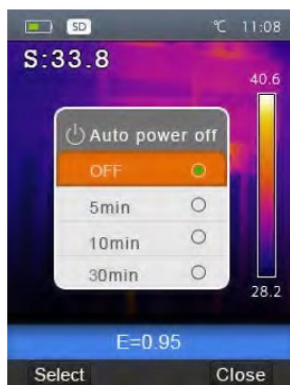 SD ℃ 11:08
S:33.8
40.6
Auto power off
OFF
5min
10min
30min
28.2
E=0.95
Select Close